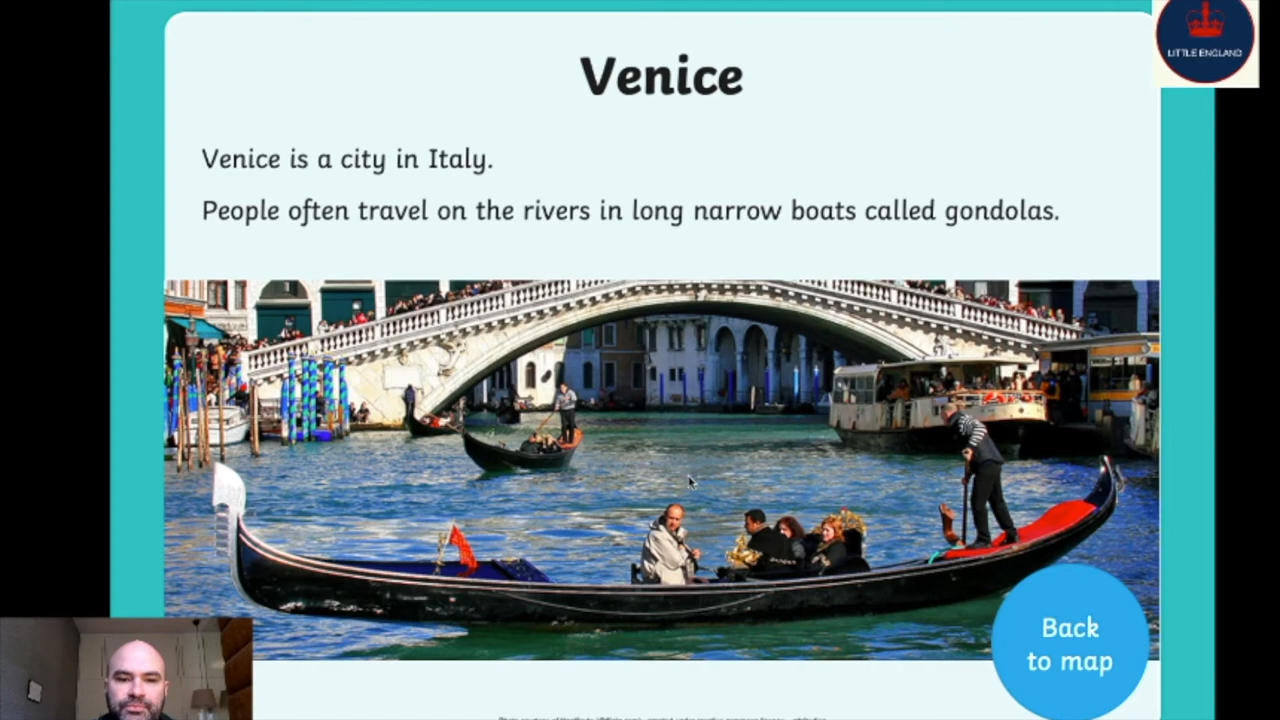 LITTLE ENGLAND
Venice
Venice is a city in Italy.
People often travel on the rivers in long narrow boats called gondolas.
Back
to map